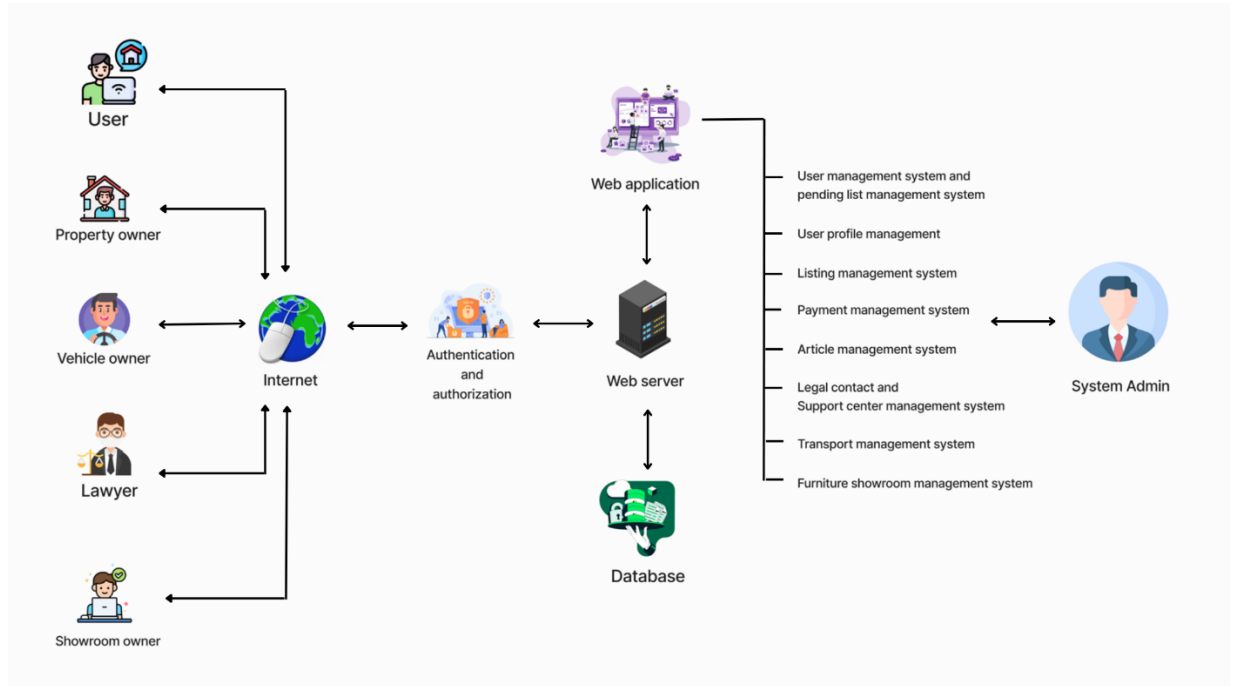 User
Property owner
Vehicle owner
Lawyer
Showroom owner
Internet
Authentication
and
authorization
Web application
Web server
Database
User management system and
pending list management system
User profile management
Listing management system
Payment management system
Article management system
Legal contact and
Support center management system
Transport management system
Furniture showroom management system
System Admin